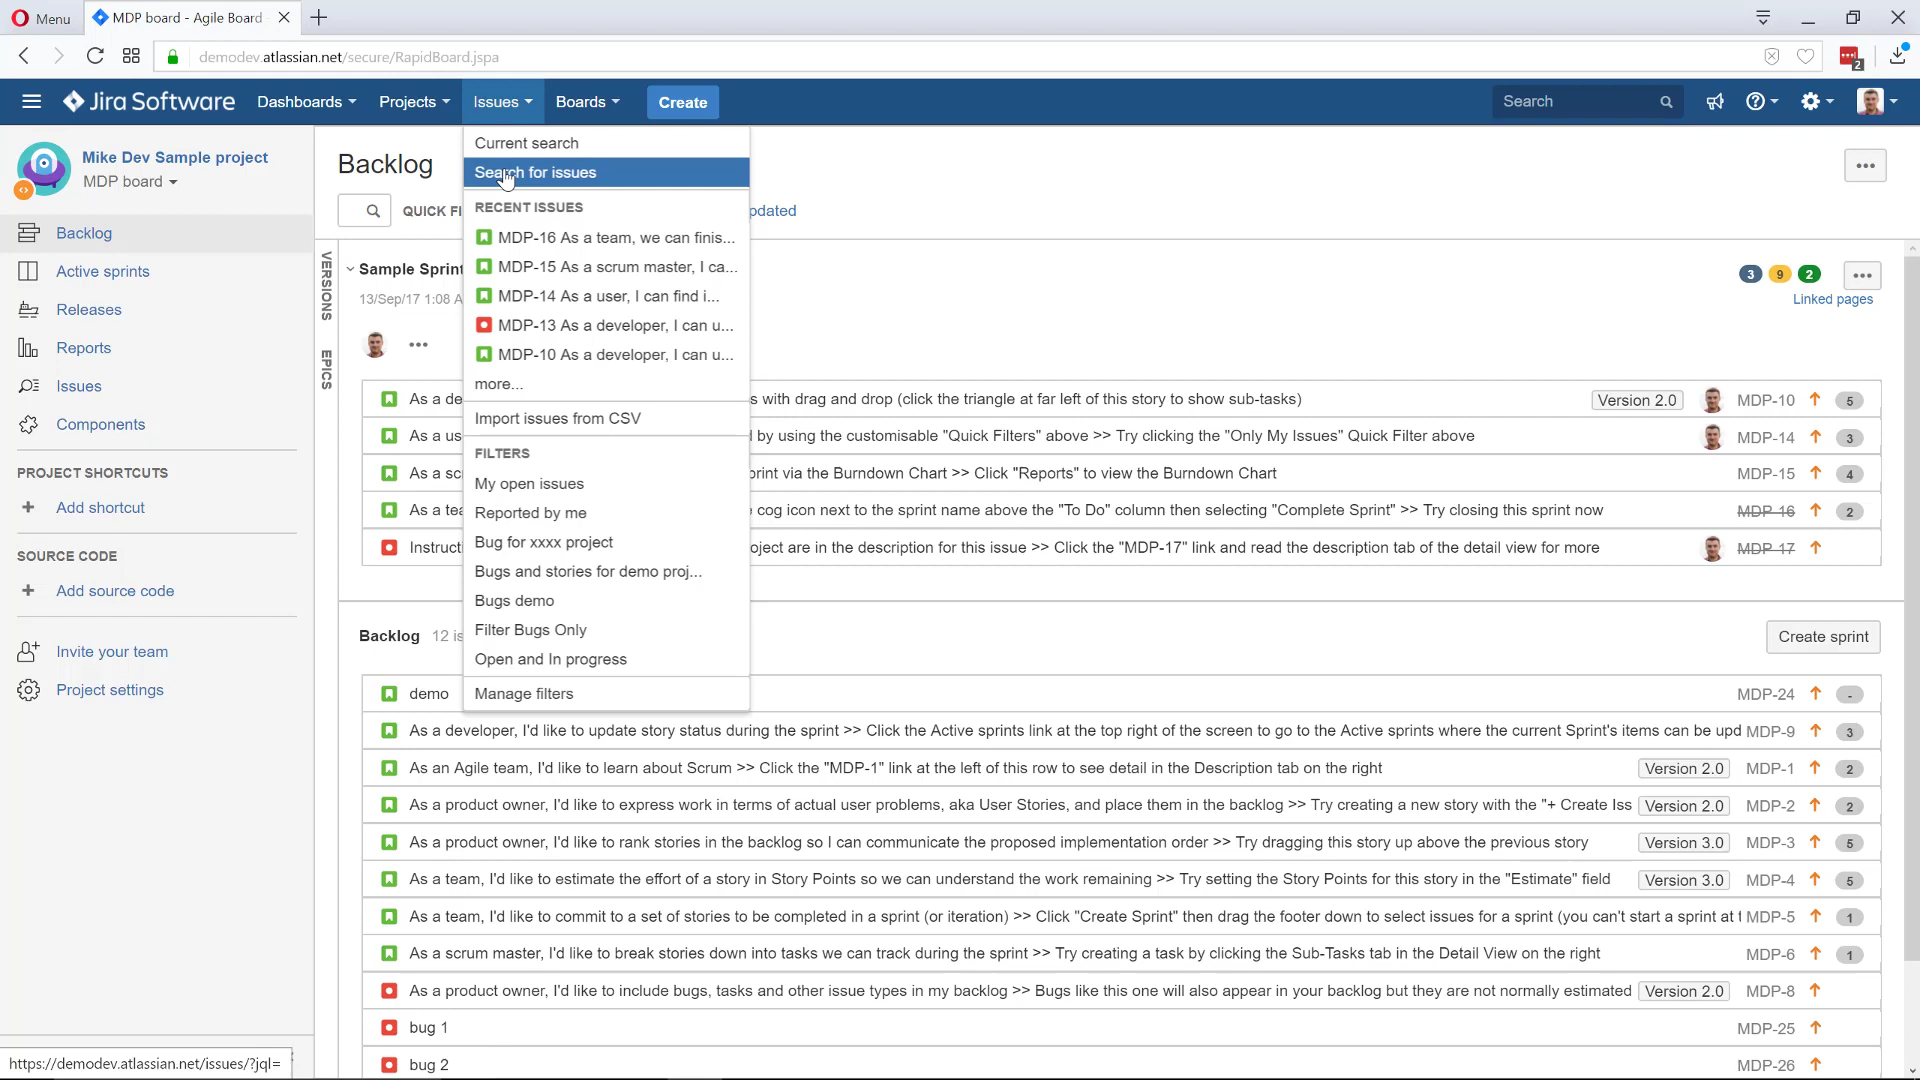 Menu
MDP board - Agile Board
demodev.atlassian.net/secure/RapidBoard.jspa
2
Jira Software
Dashboards
Projects
Issues
Boards
Create
Search
Mike Dev Sample project
MDP board
Backlog
Active sprints
Releases
Reports
Issues
Components
PROJECT SHORTCUTS
+ Add shortcut
SOURCE CODE
+ Add source code
Invite your team
Project settings
https://demodev.atlassian.net/issues/?jql=
Current search
Search for issues
RECENT ISSUES
MDP-16 As a team, we can finis...
MDP-15 As a scrum master, I ca...
MDP-14 As a user, I can find i...
MDP-13 As a developer, I can u...
MDP-10 As a developer, I can u...
more...
Import issues from CSV
FILTERS
My open issues
Reported by me
Bug for xxxx project
Bugs and stories for demo proj...
Bugs demo
Filter Bugs Only
Open and In progress
Manage filters
Backlog
QUICK FI
pdated
VERSIONS
EPICS
Sample Sprint
3 9 2
13/Sep/17 1:08 A
Linked pages
As a de s with drag and drop (click the triangle at far left of this story to show sub-tasks) Version 2.0 MDP-10 5
As a us by using the customisable "Quick Filters" above >> Try clicking the "Only My Issues" Quick Filter above MDP-14 3
As a sc print via the Burndown Chart >> Click "Reports" to view the Burndown Chart MDP-15 4
As a tea cog icon next to the sprint name above the "To Do" column then selecting "Complete Sprint" >> Try closing this sprint now MDP-16 2
Instructi oject are in the description for this issue >> Click the "MDP-17" link and read the description tab of the detail view for more MDP-17
Backlog 12 is
Create sprint
demo MDP-24 -
As a developer, I'd like to update story status during the sprint >> Click the Active sprints link at the top right of the screen to go to the Active sprints where the current Sprint's items can be upd MDP-9 3
As an Agile team, I'd like to learn about Scrum >> Click the "MDP-1" link at the left of this row to see detail in the Description tab on the right Version 2.0 MDP-1 2
As a product owner, I'd like to express work in terms of actual user problems, aka User Stories, and place them in the backlog >> Try creating a new story with the "+ Create Iss Version 2.0 MDP-2 2
As a product owner, I'd like to rank stories in the backlog so I can communicate the proposed implementation order >> Try dragging this story up above the previous story Version 3.0 MDP-3 5
As a team, I'd like to estimate the effort of a story in Story Points so we can understand the work remaining >> Try setting the Story Points for this story in the "Estimate" field Version 3.0 MDP-4 5
As a team, I'd like to commit to a set of stories to be completed in a sprint (or iteration) >> Click "Create Sprint" then drag the footer down to select issues for a sprint (you can't start a sprint at t MDP-5 1
As a scrum master, I'd like to break stories down into tasks we can track during the sprint >> Try creating a task by clicking the Sub-Tasks tab in the Detail View on the right MDP-6 1
As a product owner, I'd like to include bugs, tasks and other issue types in my backlog >> Bugs like this one will also appear in your backlog but they are not normally estimated Version 2.0 MDP-8
bug 1 MDP-25
bug 2 MDP-26